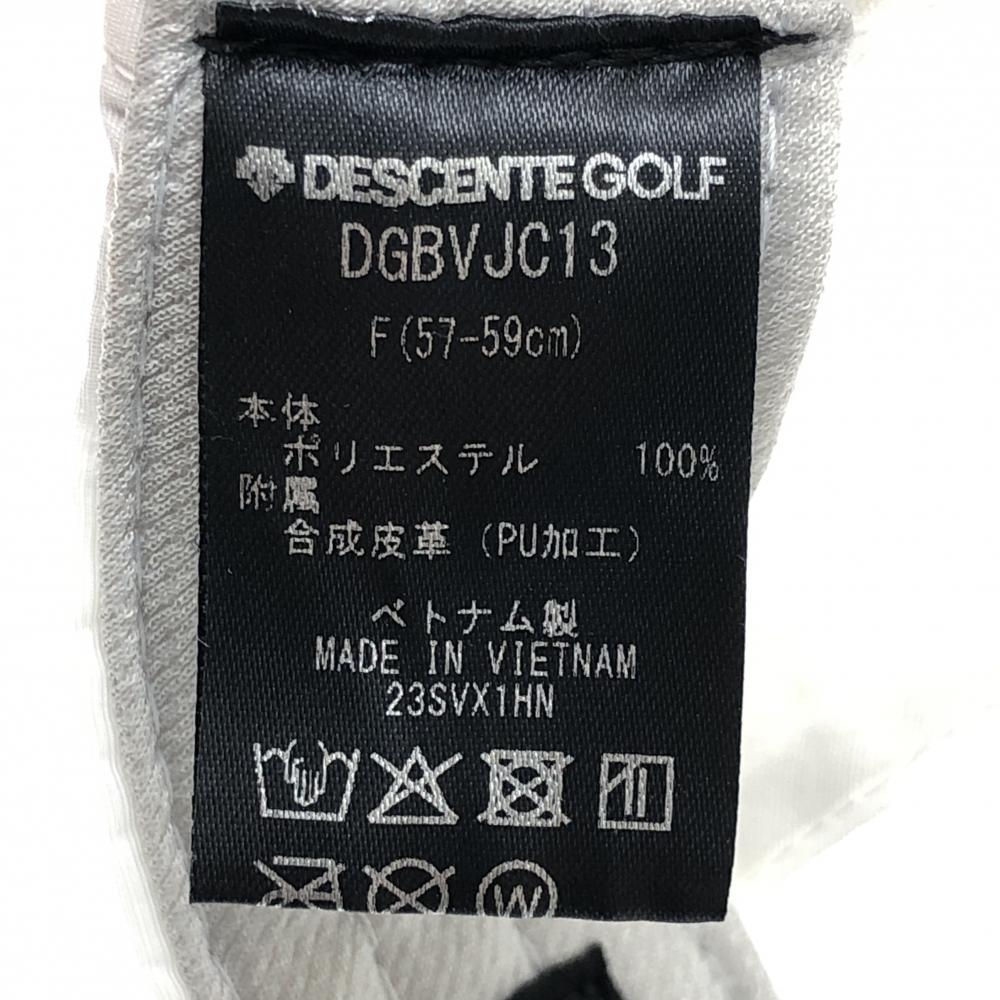 DESCENTE GOLF
DGBVJC13
F(57-59cm)
本体
ポリエステル 100%
附属
合成皮革 (PU加工)
ベトナム製
MADE IN VIETNAM
23SVX1HN
W